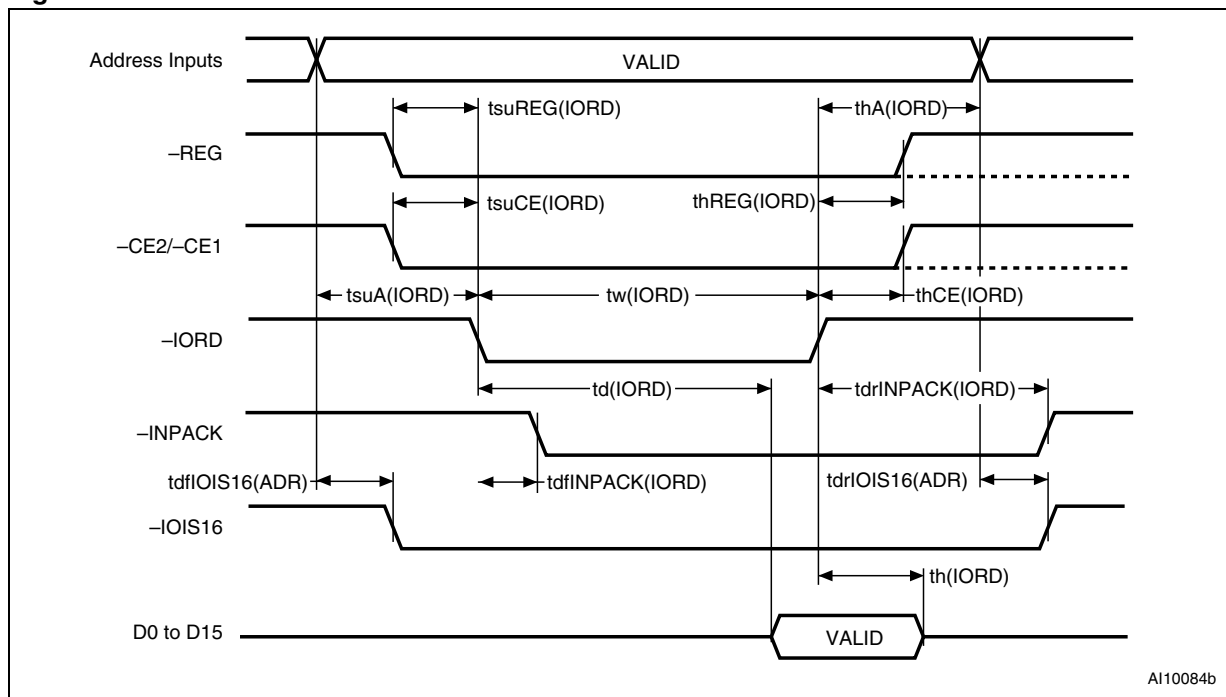 Address Inputs
VALID
tsuREG(IORD)
thA(IORD)
–REG
tsuCE(IORD)
thREG(IORD)
–CE2/–CE1
tsuA(IORD)
tw(IORD)
thCE(IORD)
–IORD
td(IORD)
tdrINPACK(IORD)
–INPACK
tdfIOIS16(ADR)
tdfINPACK(IORD)
tdrIOIS16(ADR)
–IOIS16
th(IORD)
D0 to D15
VALID
AI10084b